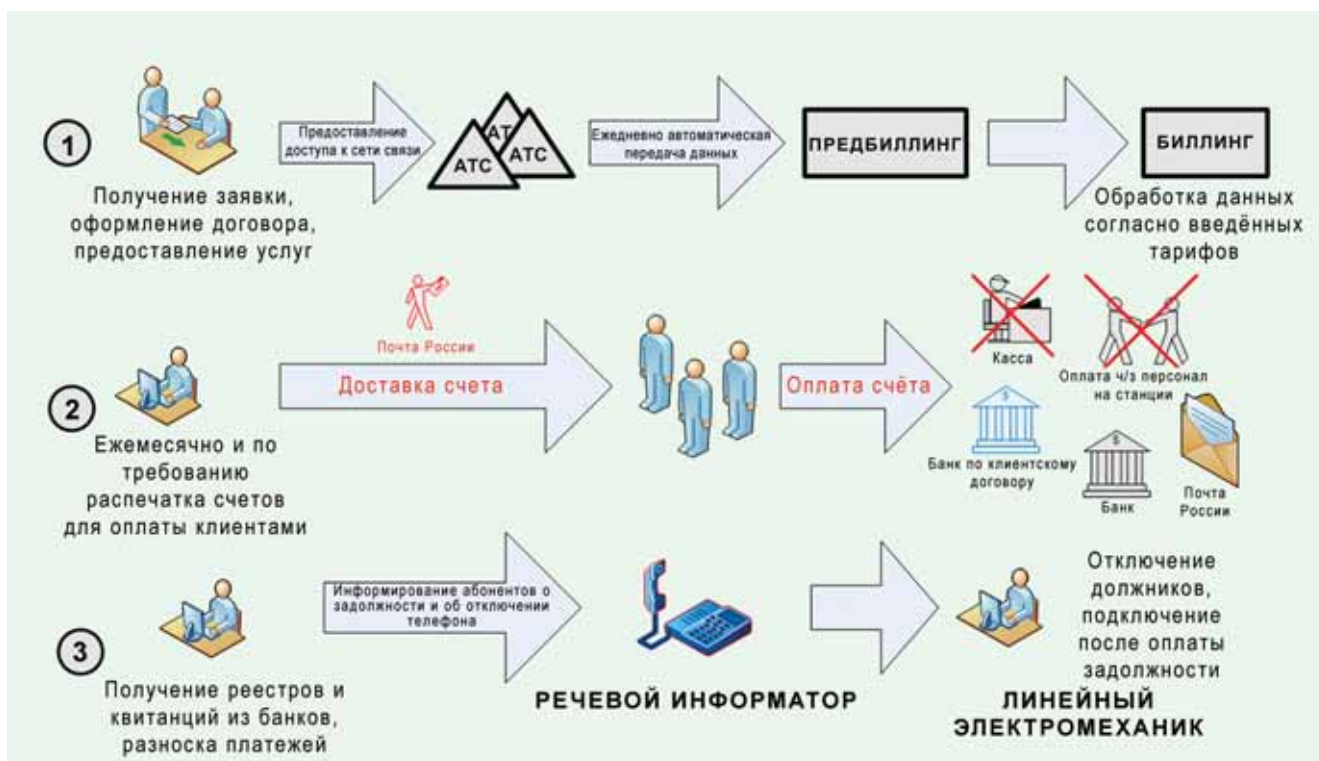 1
Получение заявки,
оформление договора,
предоставление услуг
Предоставление
доступа к сети связи
АТ
АТС
АТС
Ежедневно автоматическая
передача данных
ПРЕДБИЛЛИНГ
БИЛЛИНГ
Обработка данных
согласно введённых
тарифов
2
Ежемесячно и по
требованию
распечатка счетов
для оплаты клиентами
Почта России
Доставка счета
Оплата счёта
Касса
Оплата ч/з персонал
на станции
$
Банк по клиентскому
договору
$
Банк
Почта
России
3
Получение реестров и
квитанций из банков,
разноска платежей
Информирование абонентов о
задолжности и об отключении
телефона
РЕЧЕВОЙ ИНФОРМАТОР
Отключение
должников,
подключение
после оплаты
задолжности
ЛИНЕЙНЫЙ
ЭЛЕКТРОМЕХАНИК